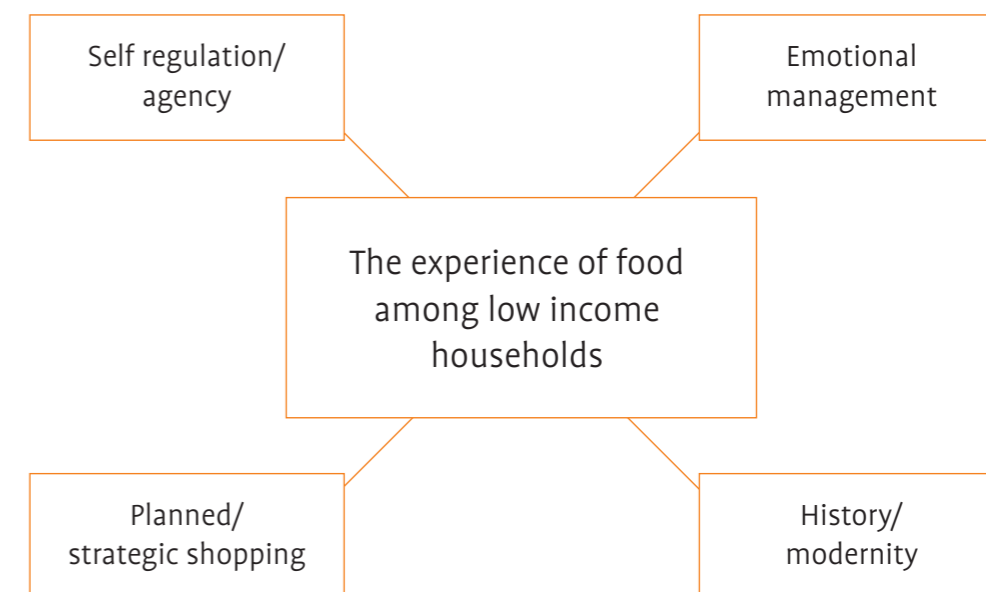 Self regulation/
agency
Emotional
management
The experience of food
among low income
households
Planned/
strategic shopping
History/
modernity